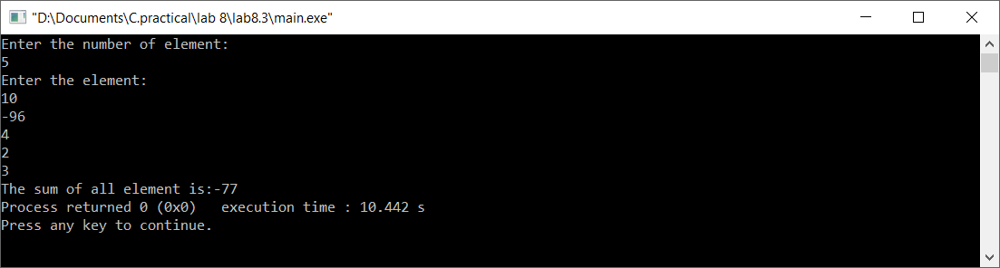 "D:\Documents\C.practical\lab 8\lab8.3\main.exe"
Enter the number of element:
5
Enter the element:
10
-96
4
2
3
The sum of all element is:-77
Process returned 0 (0x0)   execution time : 10.442 s
Press any key to continue.